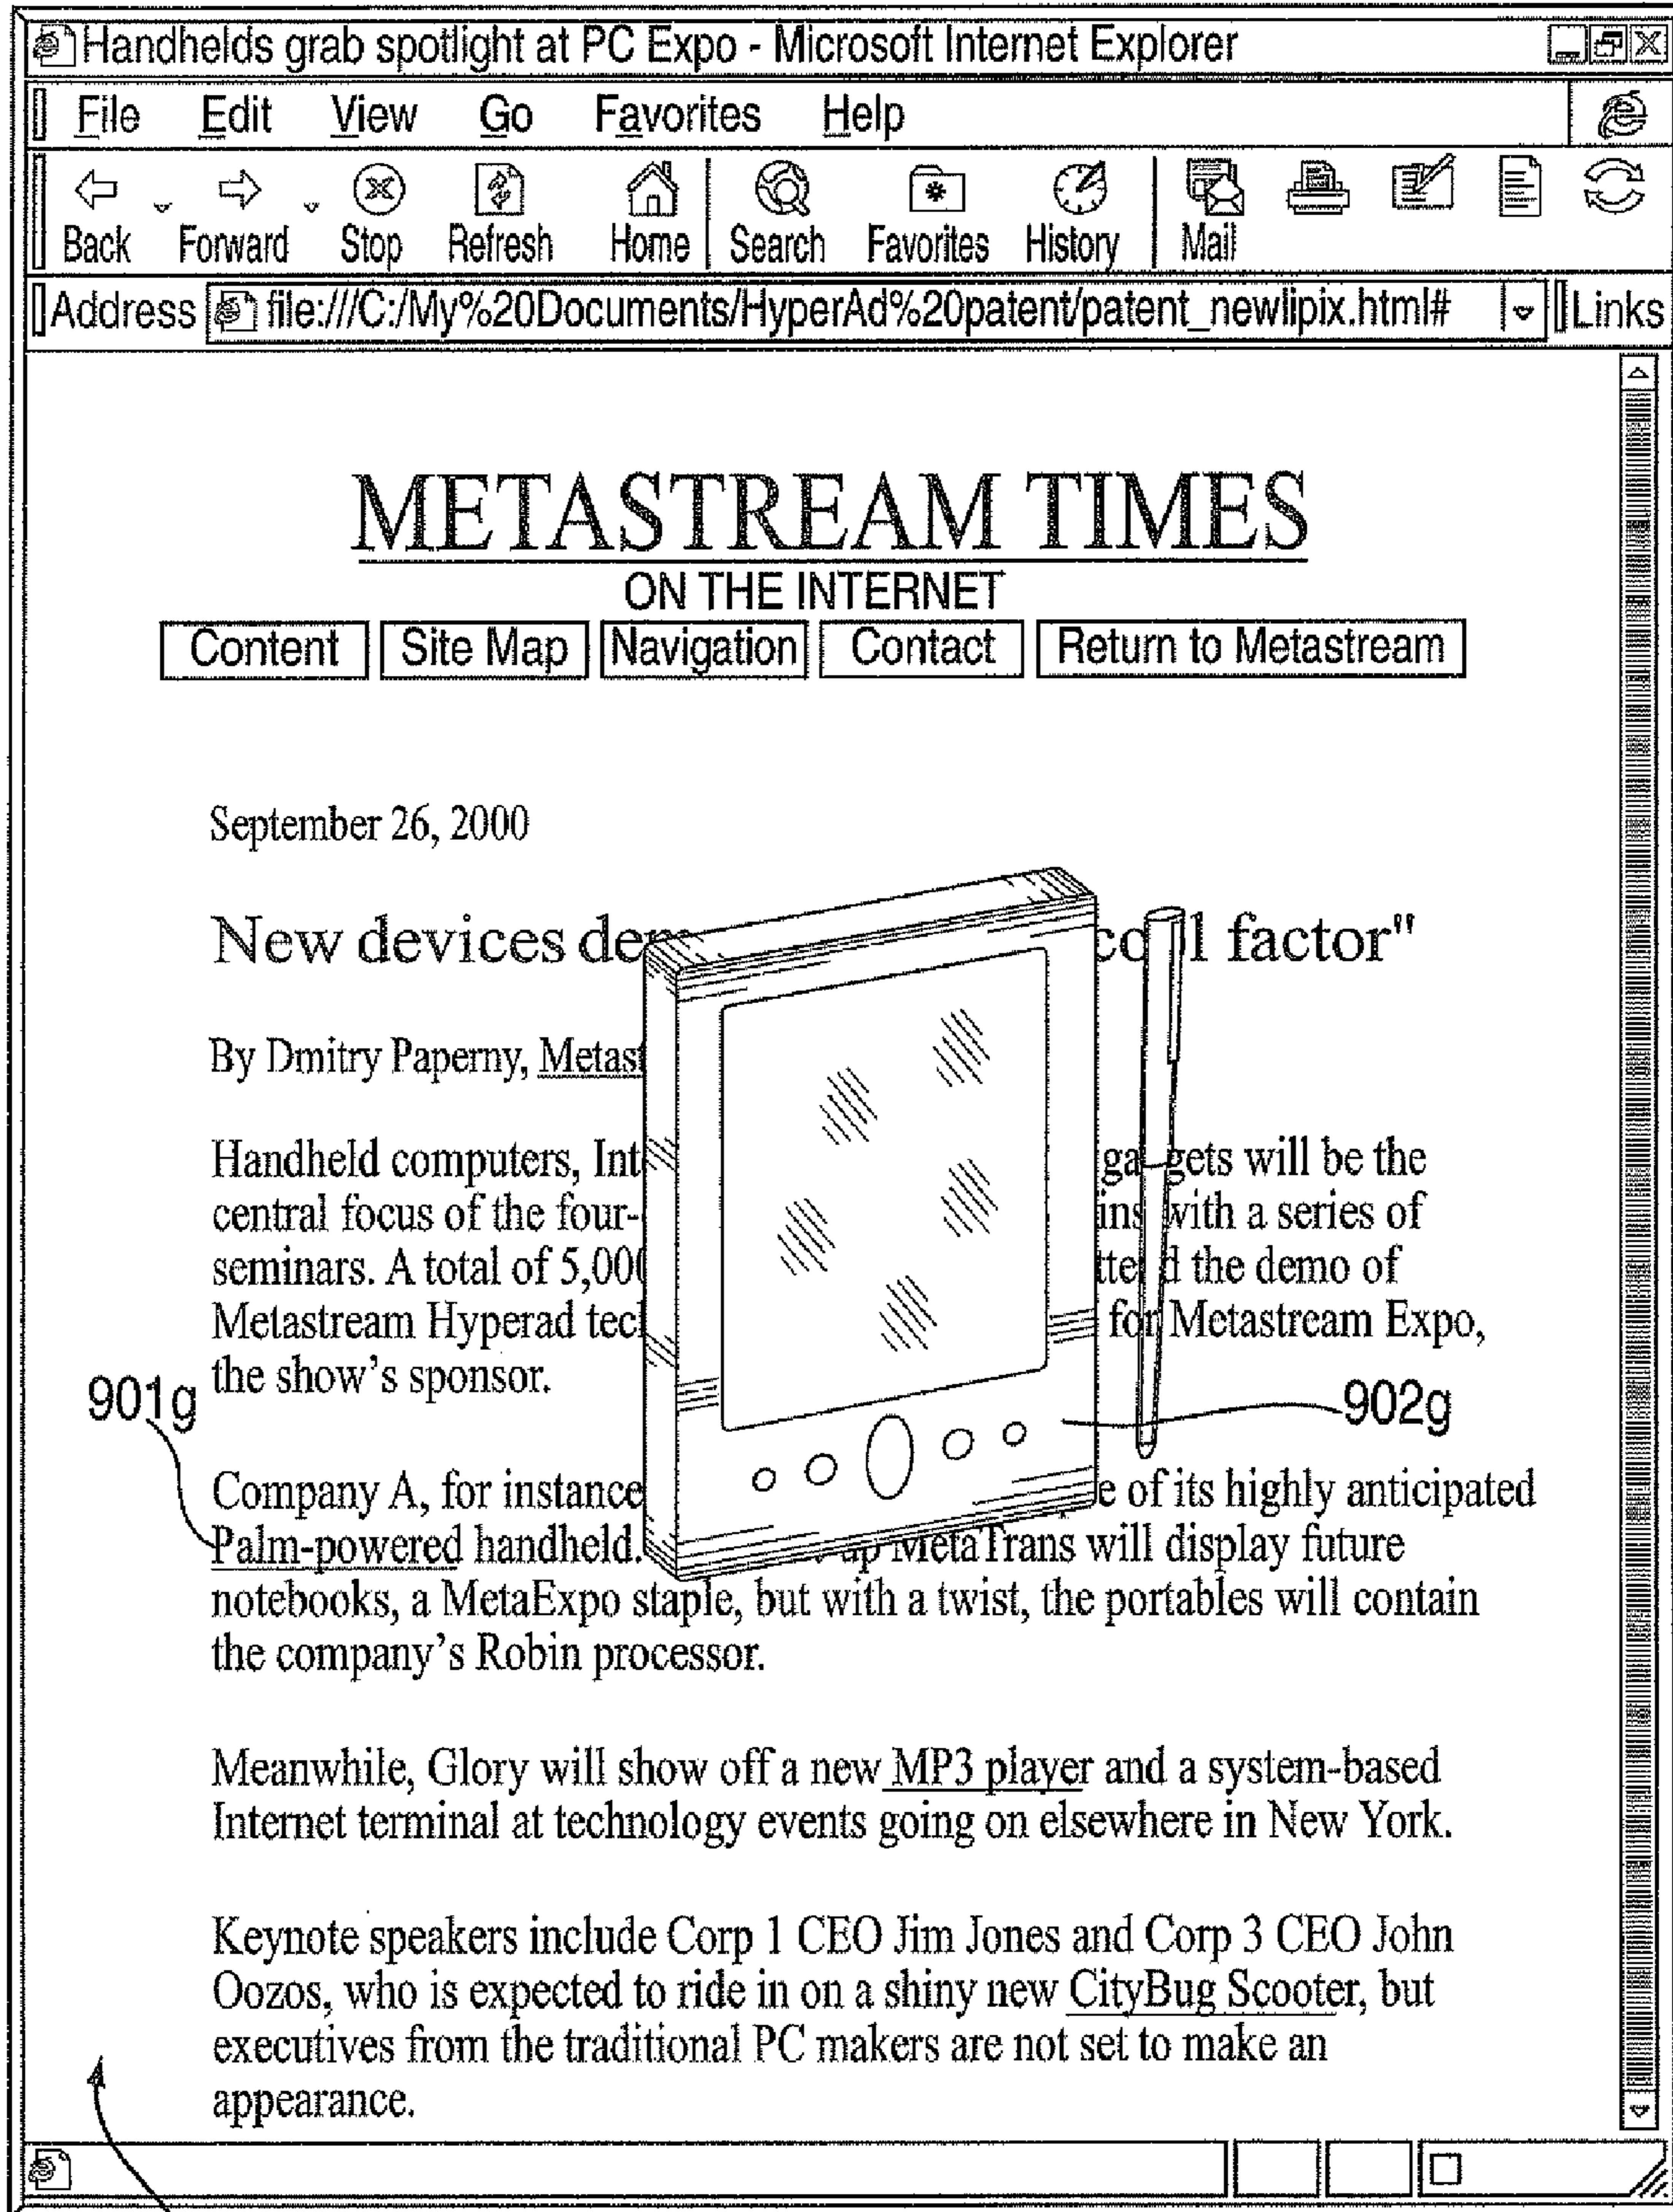 Handhelds grab spotlight at PC Expo - Microsoft Internet Explorer
File Edit View Go Favorites Help
Back Forward Stop Refresh Home Search Favorites History Mail
Address file:///C:/My%20Documents/HyperAd%20patent/patent_newlipix.html# Links
METASTREAM TIMES
ON THE INTERNET
Content Site Map Navigation Contact Return to Metastream
September 26, 2000
New devices factor"
By Dmitry Paperny,
Handheld computers, will be the
central focus of the with a series of
seminars. A total of the demo of
Metastream Hyperad for Metastream Expo,
the show's sponsor.
901g
902g
Company A, for instance of its highly anticipated
Palm-powered handheld. up MetaTrans will display future
notebooks, a MetaExpo staple, but with a twist, the portables will contain
the company's Robin processor.
Meanwhile, Glory will show off a new MP3 player and a system-based
Internet terminal at technology events going on elsewhere in New York.
Keynote speakers include Corp 1 CEO Jim Jones and Corp 3 CEO John
Oozos, who is expected to ride in on a shiny new CityBug Scooter, but
executives from the traditional PC makers are not set to make an
appearance.